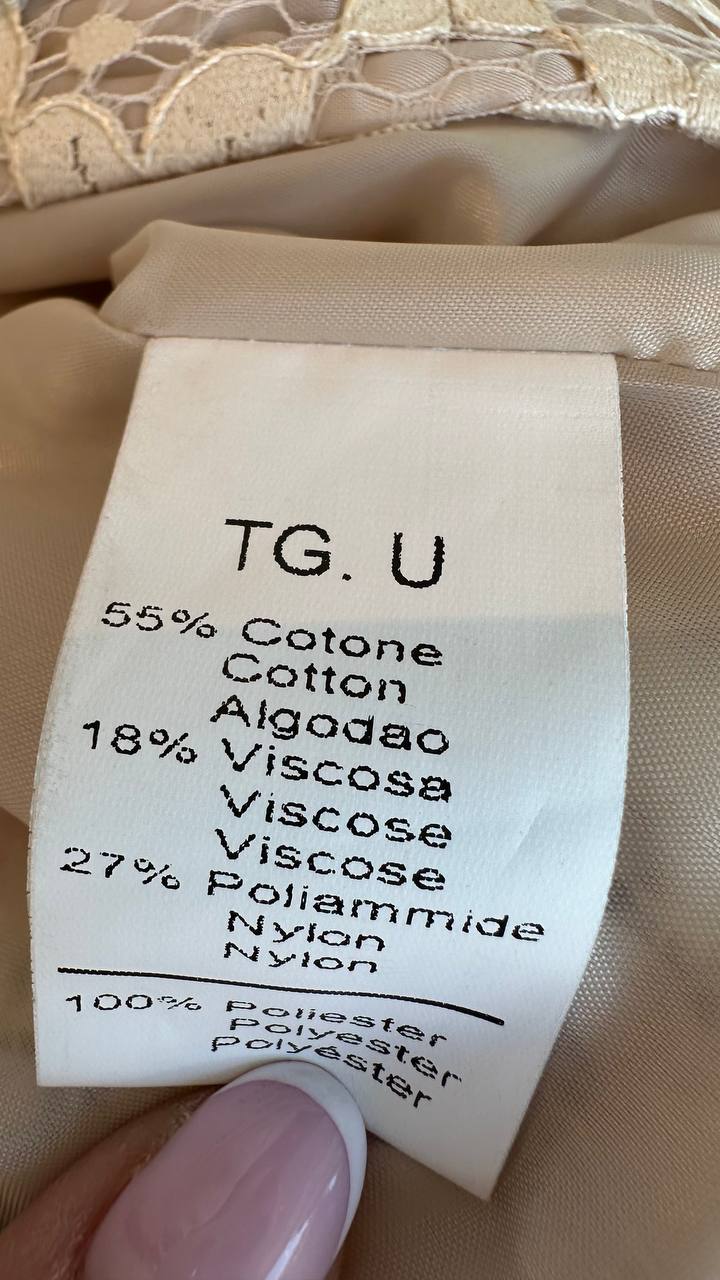 TG. U
55% Cotone
Cotton
Algodao
18% Viscosa
Viscose
Viscose
27% Poliammide
Nylon
Nylon
100% Poliester
Polyester
Polyester